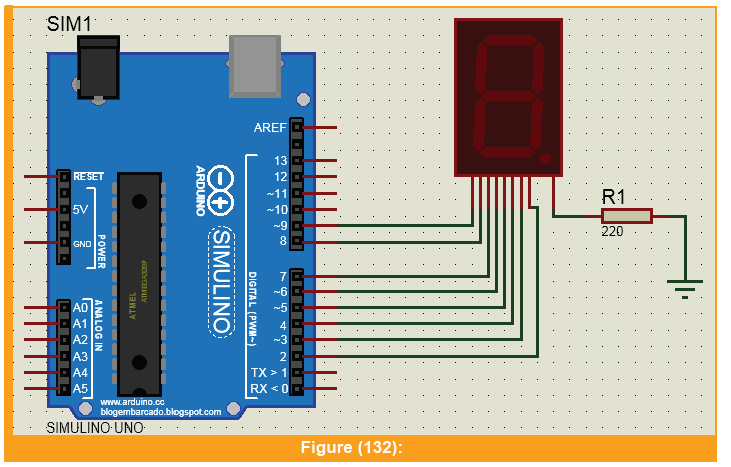 SIM1
AREF
13
12
~11
~10
~9
8
7
~6
~5
4
~3
2
TX > 1
RX < 0
RESET
5V
GND
POWER
A0
A1
A2
A3
A4
A5
ANALOG IN
ATMEL
ATMEGA328P
ARDUINO
SIMULINO
DIGITAL (PWM~)
www.arduino.cc
blogembarcado.blogspot.com
SIMULINO UNO
R1
220
Figure (132):